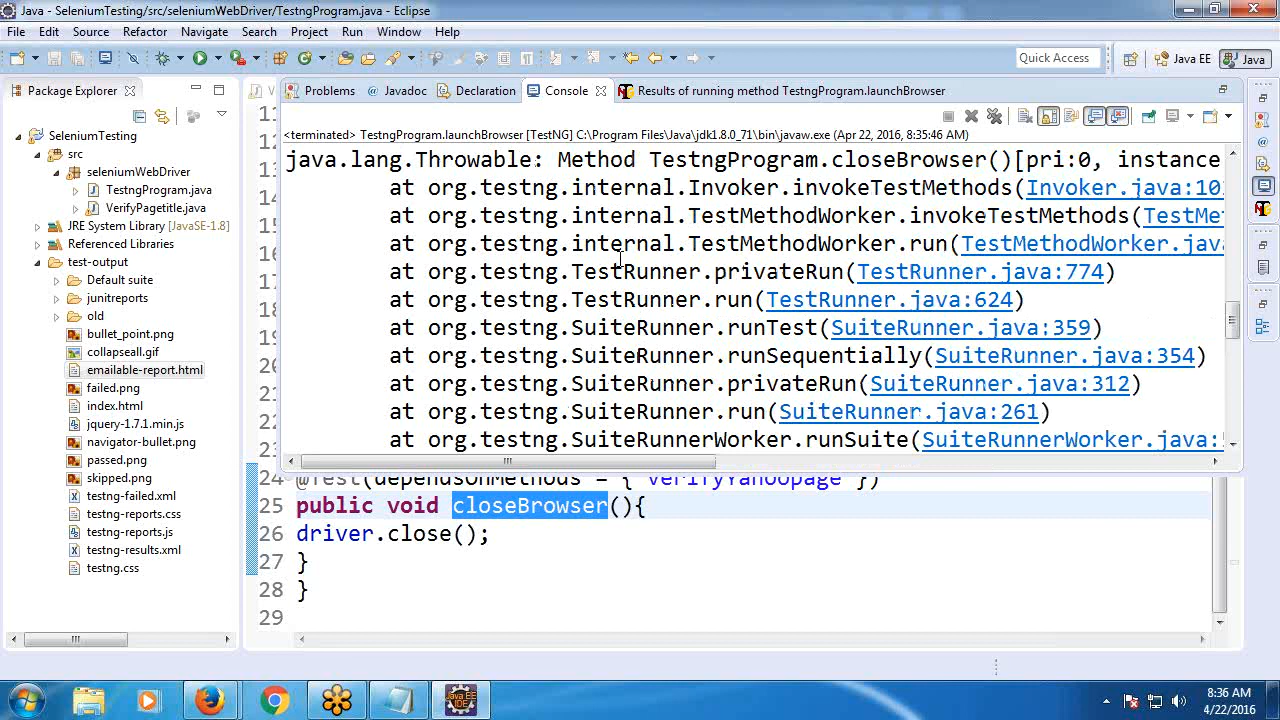 Java - SeleniumTesting/src/seleniumWebDriver/TestngProgram.java - Eclipse
File Edit Source Refactor Navigate Search Project Run Window Help
Quick Access Java EE Java
Package Explorer
Problems Javadoc Declaration Console Results of running method TestngProgram.launchBrowser
<terminated> TestngProgram.launchBrowser [TestNG] C:\Program Files\Java\jdk1.8.0_71\bin\javaw.exe (Apr 22, 2016, 8:35:46 AM)
java.lang.Throwable: Method TestngProgram.closeBrowser()[pri:0, instance
at org.testng.internal.Invoker.invokeTestMethods(Invoker.java:10
at org.testng.internal.TestMethodWorker.invokeTestMethods(TestMe
at org.testng.internal.TestMethodWorker.run(TestMethodWorker.java
at org.testng.TestRunner.privateRun(TestRunner.java:774)
at org.testng.TestRunner.run(TestRunner.java:624)
at org.testng.SuiteRunner.runTest(SuiteRunner.java:359)
at org.testng.SuiteRunner.runSequentially(SuiteRunner.java:354)
at org.testng.SuiteRunner.privateRun(SuiteRunner.java:312)
at org.testng.SuiteRunner.run(SuiteRunner.java:261)
at org.testng.SuiteRunnerWorker.runSuite(SuiteRunnerWorker.java:
SeleniumTesting
src
seleniumWebDriver
TestngProgram.java
VerifyPagetitle.java
JRE System Library [JavaSE-1.8]
Referenced Libraries
test-output
Default suite
junitreports
old
bullet_point.png
collapseall.gif
emailable-report.html
failed.png
index.html
jquery-1.7.1.min.js
navigator-bullet.png
passed.png
skipped.png
testng-failed.xml
testng-reports.css
testng-reports.js
testng-results.xml
testng.css
24 @Test(dependsOnMethods = { "verifyYahoopage" })
25 public void closeBrowser(){
26 driver.close();
27 }
28 }
29
8:36 AM
4/22/2016